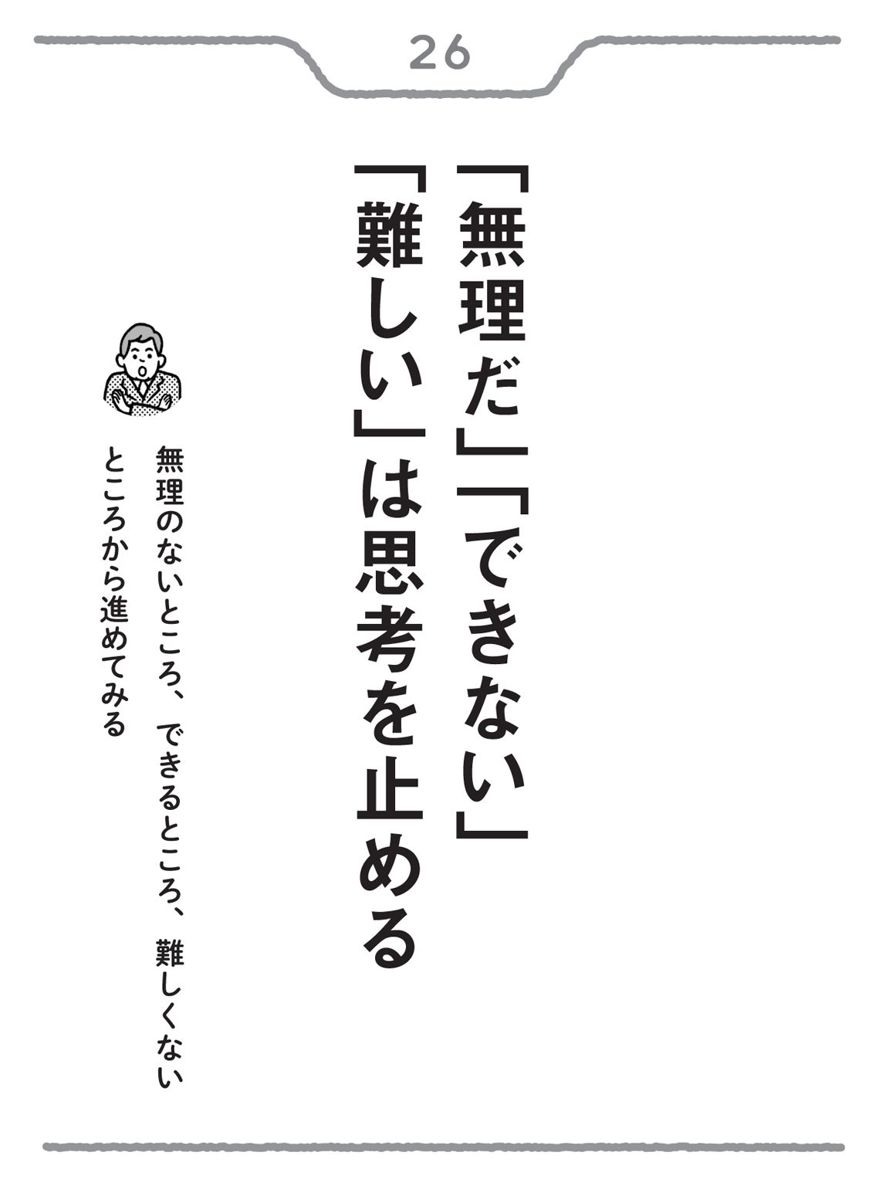 26
「無理だ」「できない」
「難しい」は思考を止める
無理のないところ、できるところ、難しくない
ところから進めてみる